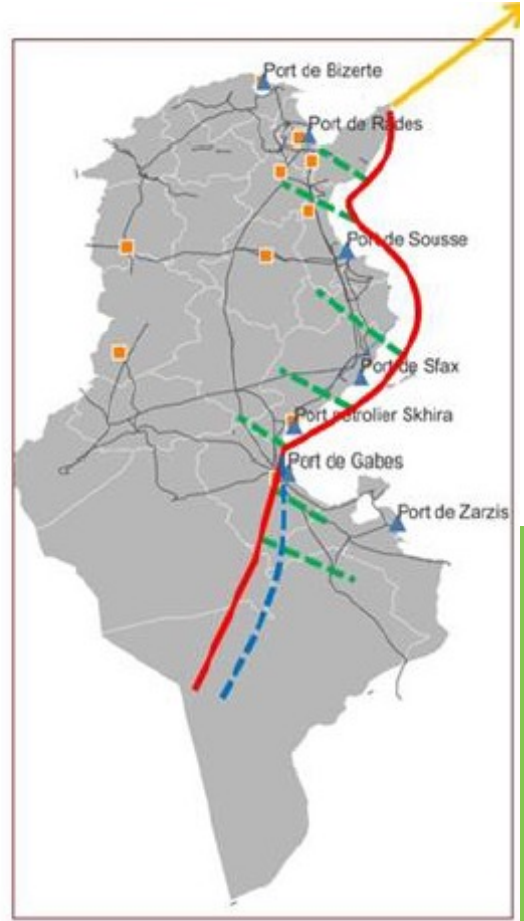 Port de Bizerte
Port de Rades
Port de Sousse
Port de Sfax
Port pétrolier Skhira
Port de Gabes
Port de Zarzis